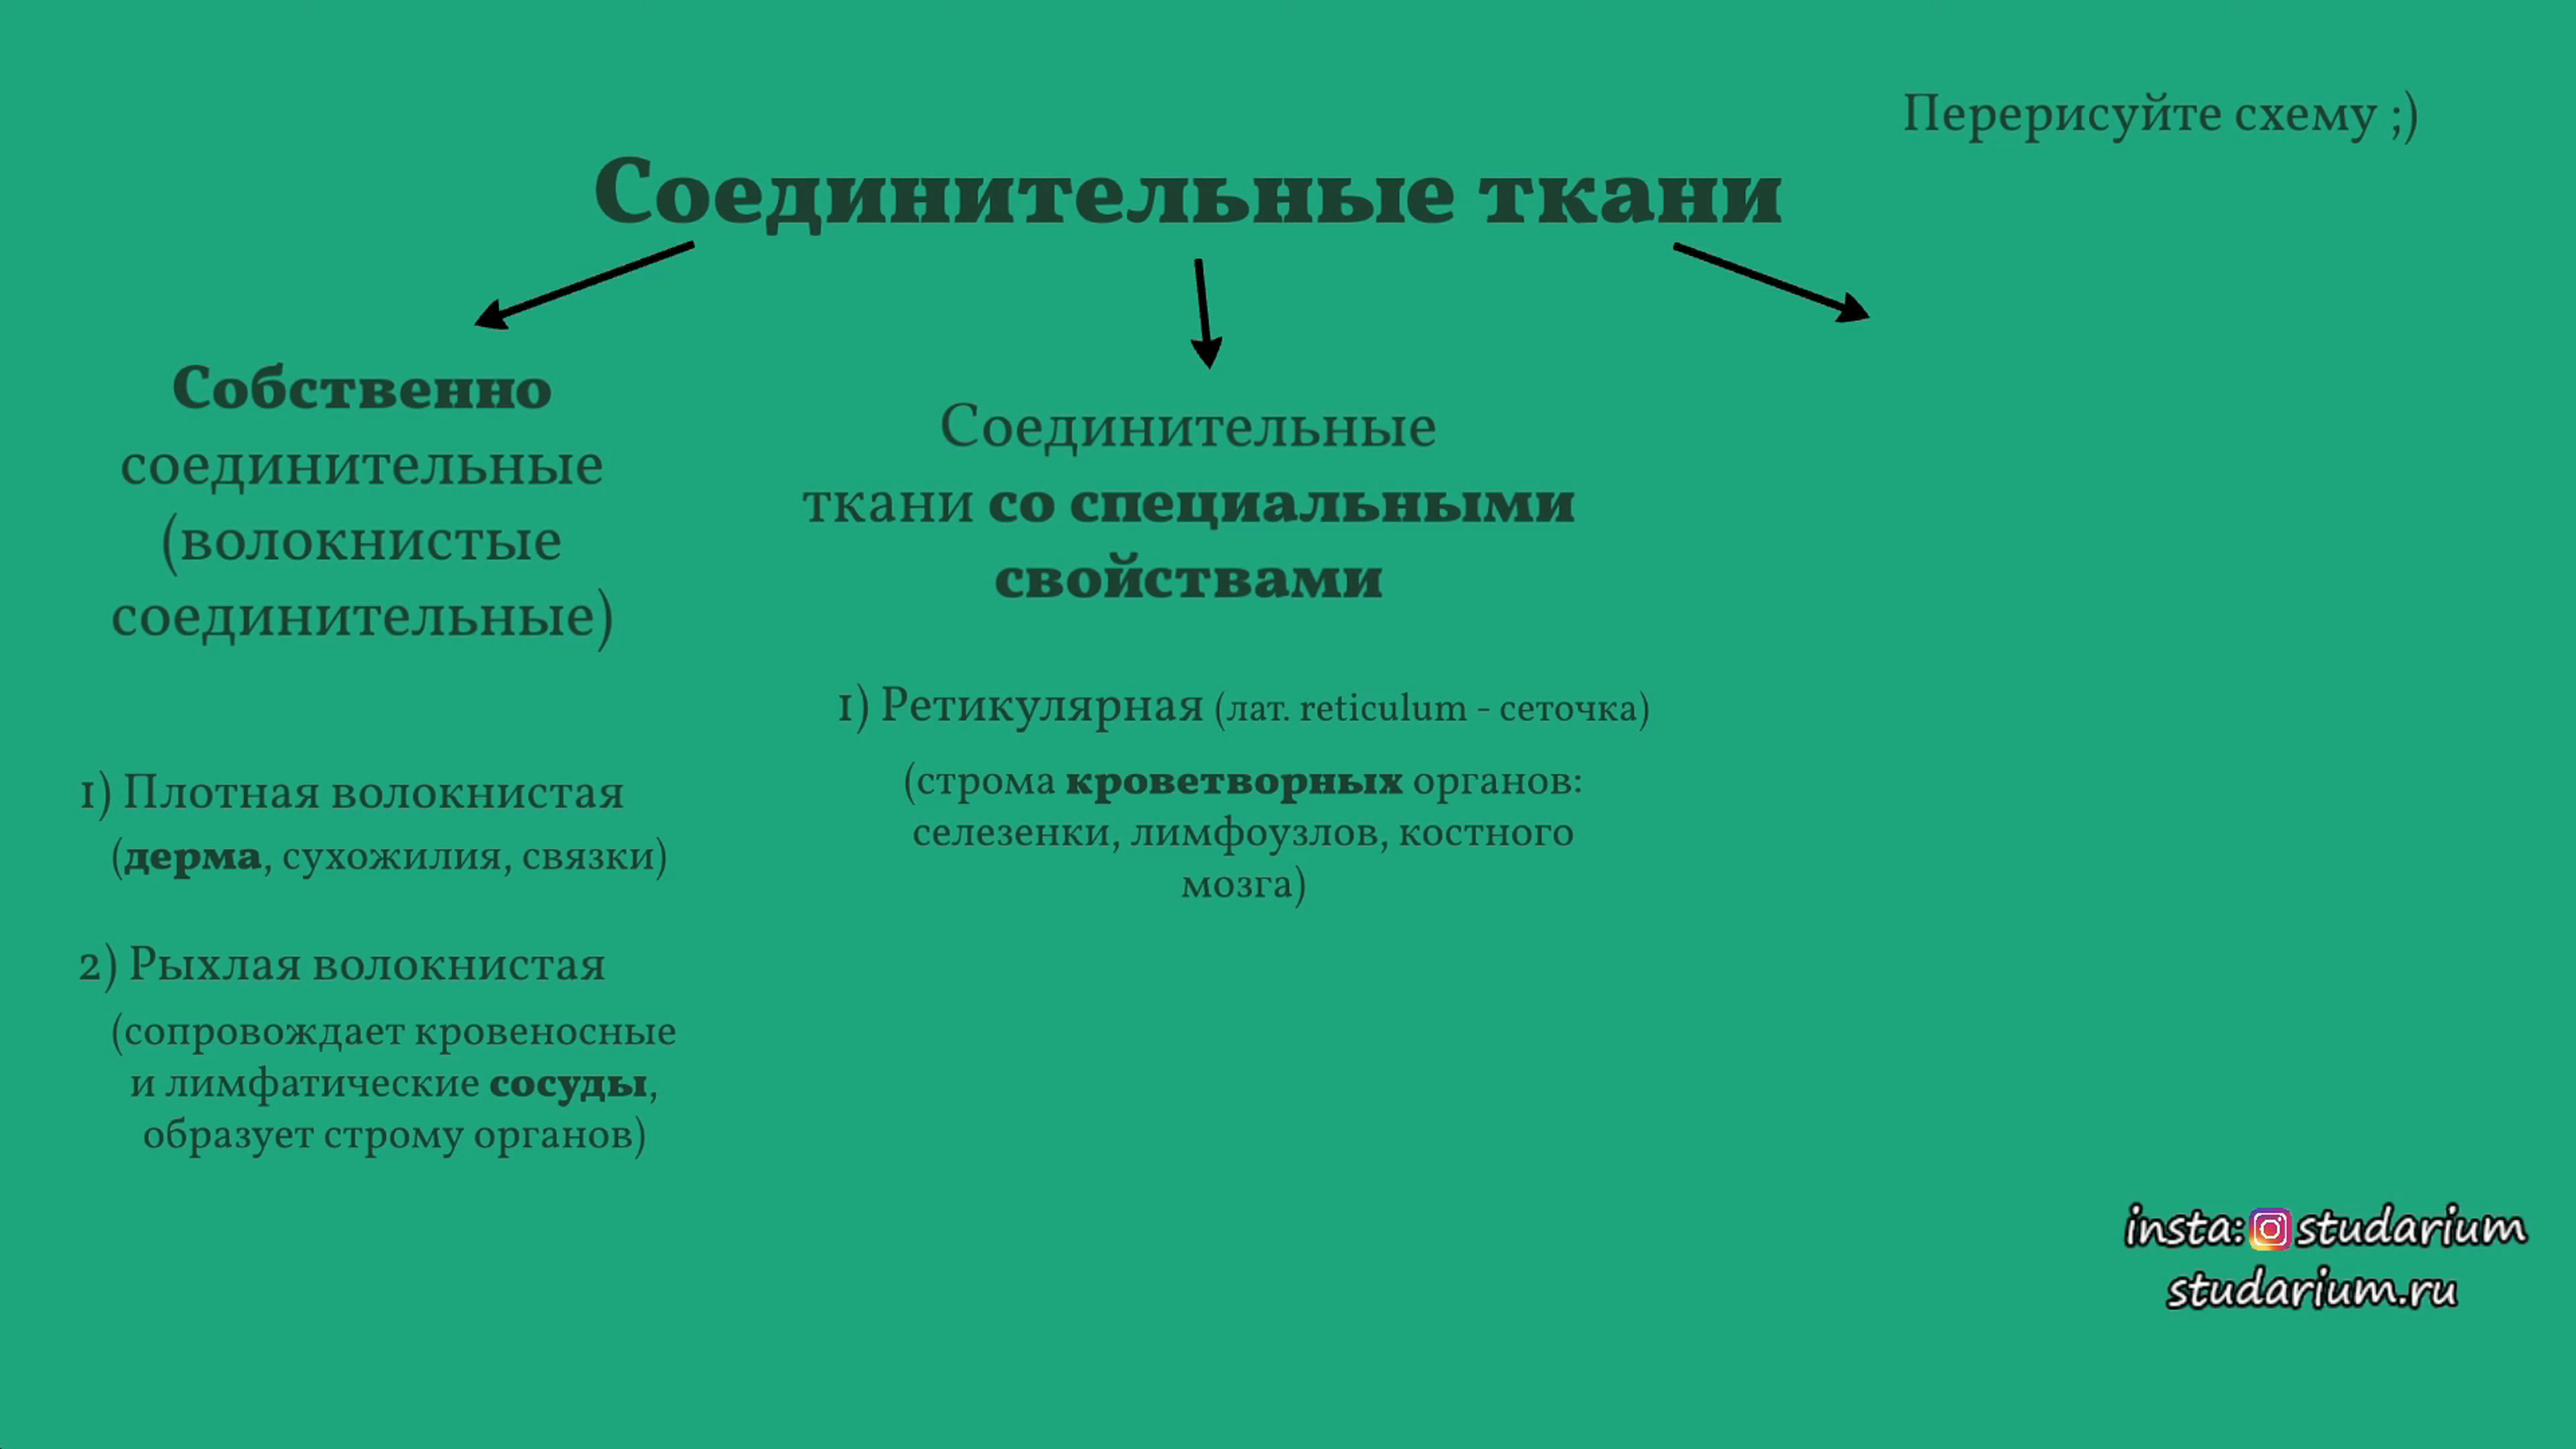 Перерисуйте схему ;)
Соединительные ткани
Собственно
соединительные
(волокнистые
соединительные)
1) Плотная волокнистая
(дерма, сухожилия, связки)
2) Рыхлая волокнистая
(сопровождает кровеносные
и лимфатические сосуды,
образует строму органов)
Соединительные
ткани со специальными
свойствами
1) Ретикулярная (лат. reticulum - сеточка)
(строма кроветворных органов:
селезенки, лимфоузлов, костного
мозга)
insta: studarium
studarium.ru